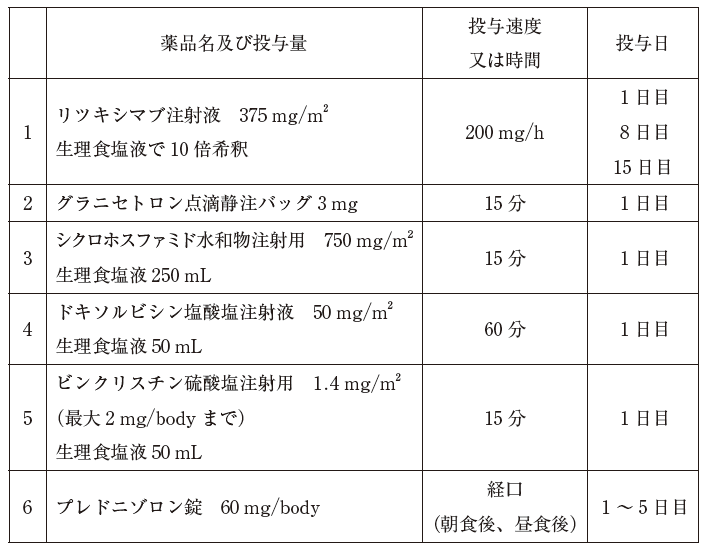 薬品名及び投与量
投与速度
又は時間
投与日
1
リツキシマブ注射液 375 mg/m²
生理食塩液で 10 倍希釈
200 mg/h
1 日目
8 日目
15 日目
2
グラニセトロン点滴静注バッグ 3 mg
15 分
1 日目
3
シクロホスファミド水和物注射用 750 mg/m²
生理食塩液 250 mL
15 分
1 日目
4
ドキソルビシン塩酸塩注射液 50 mg/m²
生理食塩液 50 mL
60 分
1 日目
5
ビンクリスチン硫酸塩注射用 1.4 mg/m²
(最大 2 mg/body まで)
生理食塩液 50 mL
15 分
1 日目
6
プレドニゾロン錠 60 mg/body
経口
(朝食後、昼食後)
1 ~ 5 日目